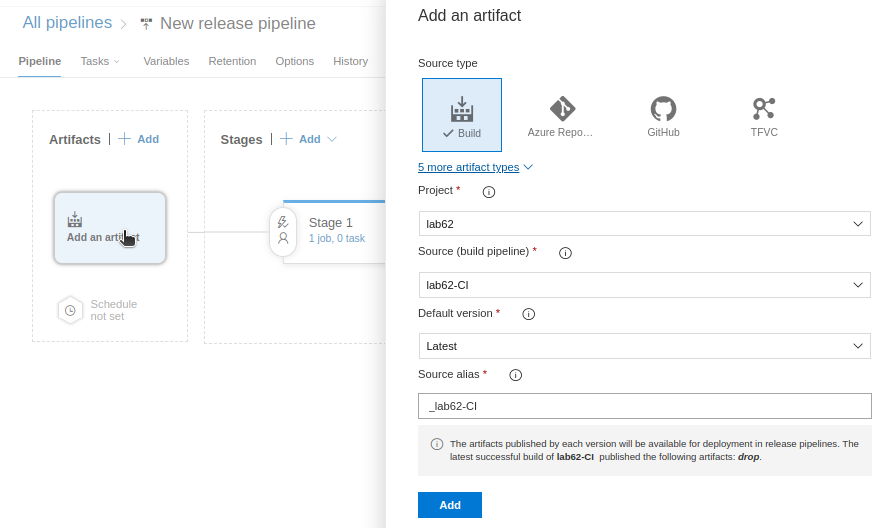 All pipelines > New release pipeline
Pipeline Tasks Variables Retention Options History
Artifacts | + Add
Stages | + Add
Add an artifact
Schedule
not set
Stage 1
1 job, 0 task
Add an artifact
Source type
Build
Azure Repo…
GitHub
TFVC
5 more artifact types
Project *
lab62
Source (build pipeline) *
lab62-CI
Default version *
Latest
Source alias *
_lab62-CI
The artifacts published by each version will be available for deployment in release pipelines. The
latest successful build of lab62-CI published the following artifacts: drop.
Add